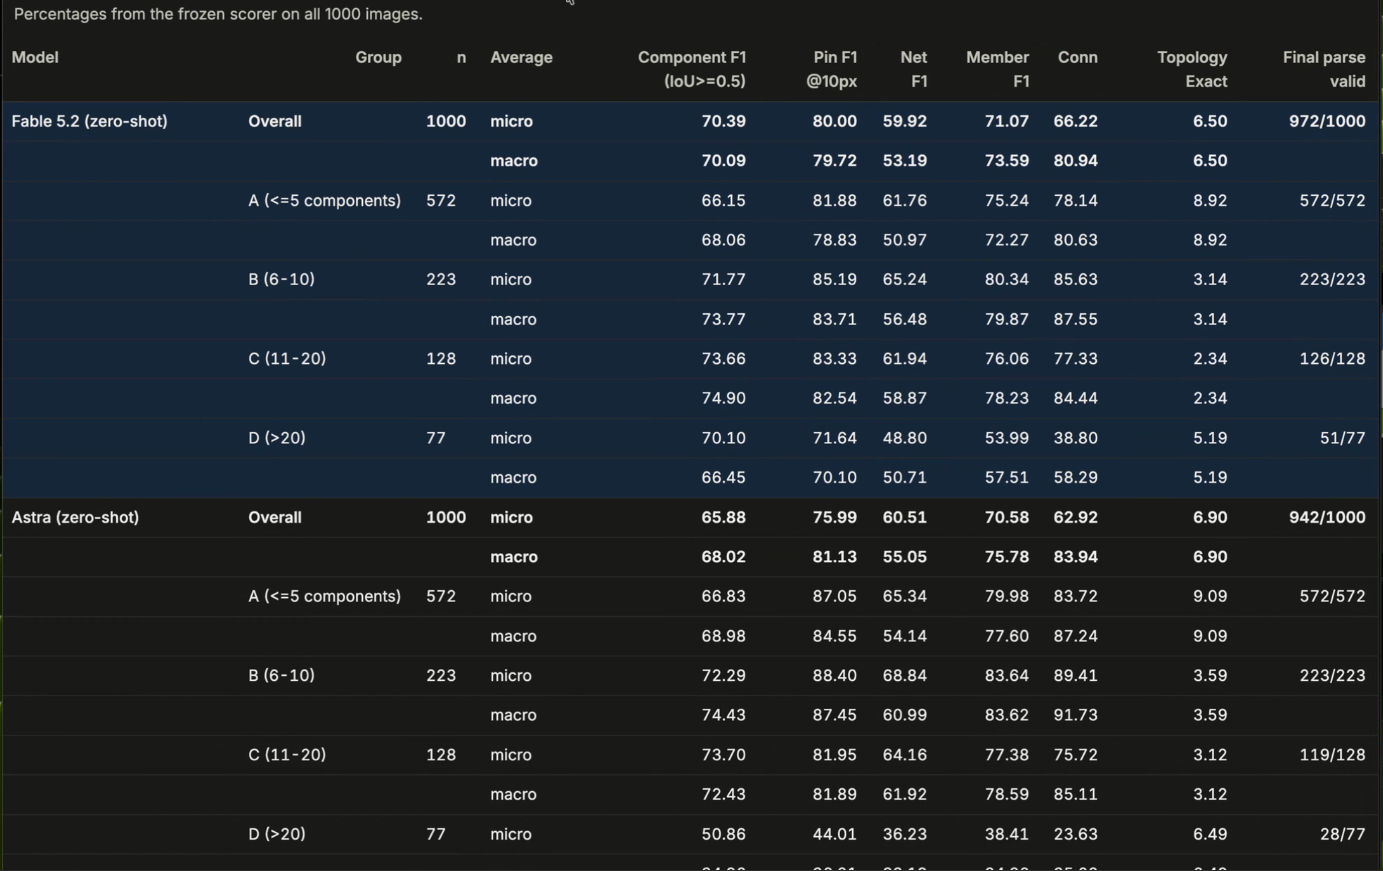 Percentages from the frozen scorer on all 1000 images.
Model Group n Average Component F1 (IoU>=0.5) Pin F1 @10px Net F1 Member F1 Conn Topology Exact Final parse valid
Fable 5.2 (zero-shot) Overall 1000 micro 70.39 80.00 59.92 71.07 66.22 6.50 972/1000
macro 70.09 79.72 53.19 73.59 80.94 6.50
A (<=5 components) 572 micro 66.15 81.88 61.76 75.24 78.14 8.92 572/572
macro 68.06 78.83 50.97 72.27 80.63 8.92
B (6-10) 223 micro 71.77 85.19 65.24 80.34 85.63 3.14 223/223
macro 73.77 83.71 56.48 79.87 87.55 3.14
C (11-20) 128 micro 73.66 83.33 61.94 76.06 77.33 2.34 126/128
macro 74.90 82.54 58.87 78.23 84.44 2.34
D (>20) 77 micro 70.10 71.64 48.80 53.99 38.80 5.19 51/77
macro 66.45 70.10 50.71 57.51 58.29 5.19
Astra (zero-shot) Overall 1000 micro 65.88 75.99 60.51 70.58 62.92 6.90 942/1000
macro 68.02 81.13 55.05 75.78 83.94 6.90
A (<=5 components) 572 micro 66.83 87.05 65.34 79.98 83.72 9.09 572/572
macro 68.98 84.55 54.14 77.60 87.24 9.09
B (6-10) 223 micro 72.29 88.40 68.84 83.64 89.41 3.59 223/223
macro 74.43 87.45 60.99 83.62 91.73 3.59
C (11-20) 128 micro 73.70 81.95 64.16 77.38 75.72 3.12 119/128
macro 72.43 81.89 61.92 78.59 85.11 3.12
D (>20) 77 micro 50.86 44.01 36.23 38.41 23.63 6.49 28/77